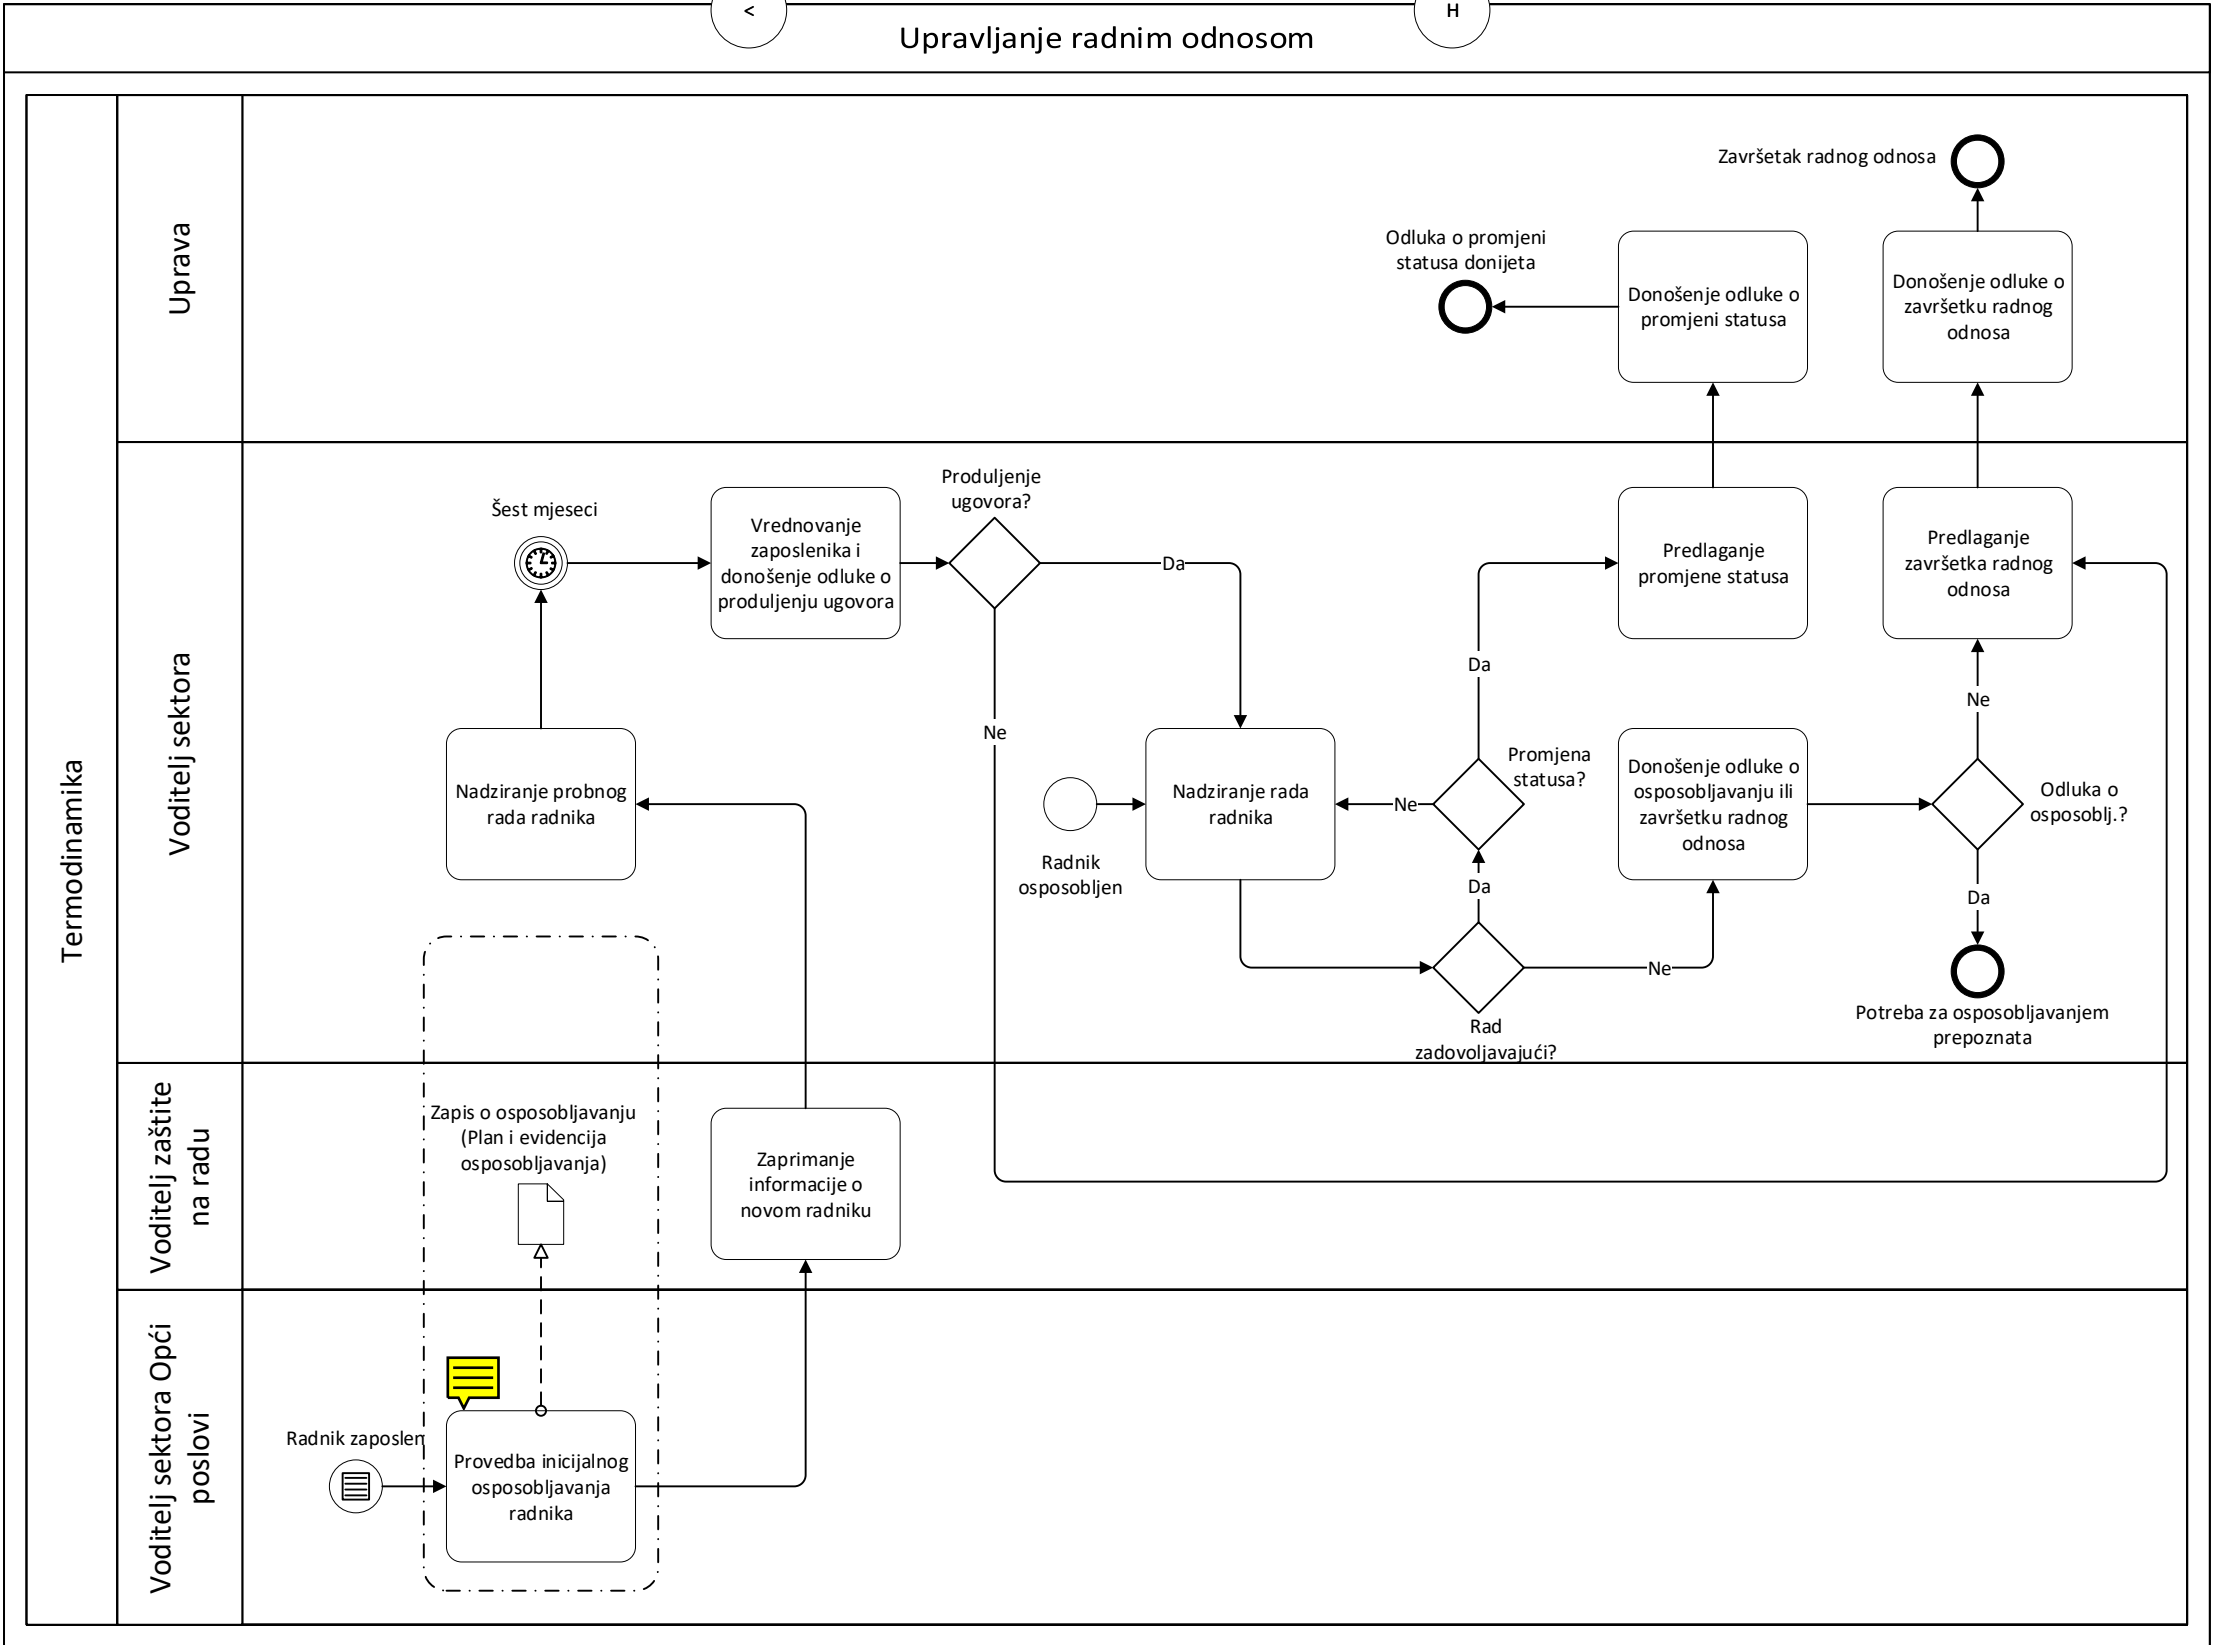 <
H
Upravljanje radnim odnosom
Termodinamika
Uprava
Završetak radnog odnosa
Odluka o promjeni
statusa donijeta
Donošenje odluke o
promjeni statusa
Donošenje odluke o
završetku radnog
odnosa
Voditelj sektora
Šest mjeseci
Vrednovanje
zaposlenika i
donošenje odluke o
produljenju ugovora
Produljenje
ugovora?
Da
Ne
Predlaganje
promjene statusa
Predlaganje
završetka radnog
odnosa
Da
Ne
Nadziranje probnog
rada radnika
Radnik
osposobljen
Nadziranje rada
radnika
Ne
Promjena
statusa?
Donošenje odluke o
osposobljavanju ili
završetku radnog
odnosa
Odluka o
osposoblj.?
Da
Da
Ne
Rad
zadovoljavajući?
Potreba za osposobljavanjem
prepoznata
Voditelj zaštite
na radu
Zapis o osposobljavanju
(Plan i evidencija
osposobljavanja)
Zaprimanje
informacije o
novom radniku
Voditelj sektora Opći
poslovi
Radnik zaposlen
Provedba inicijalnog
osposobljavanja
radnika